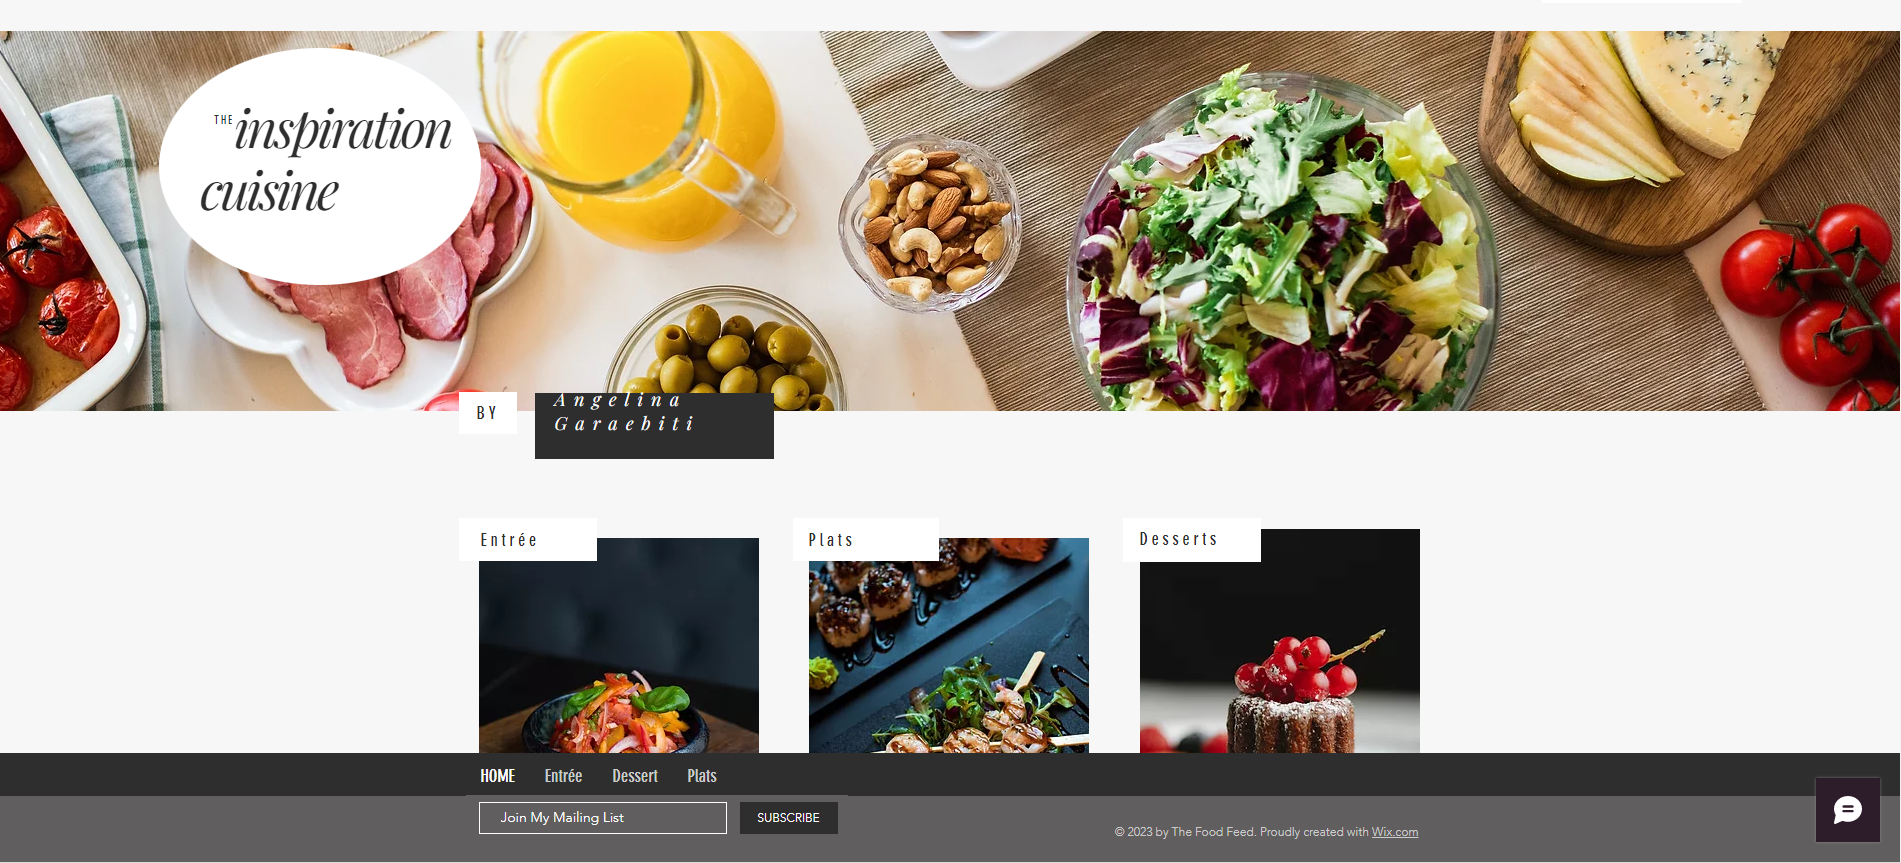 THE inspiration
cuisine
BY
Angelina
Garaebiti
Entrée
Plats
Desserts
HOME Entrée Dessert Plats
Join My Mailing List
SUBSCRIBE
© 2023 by The Food Feed. Proudly created with Wix.com